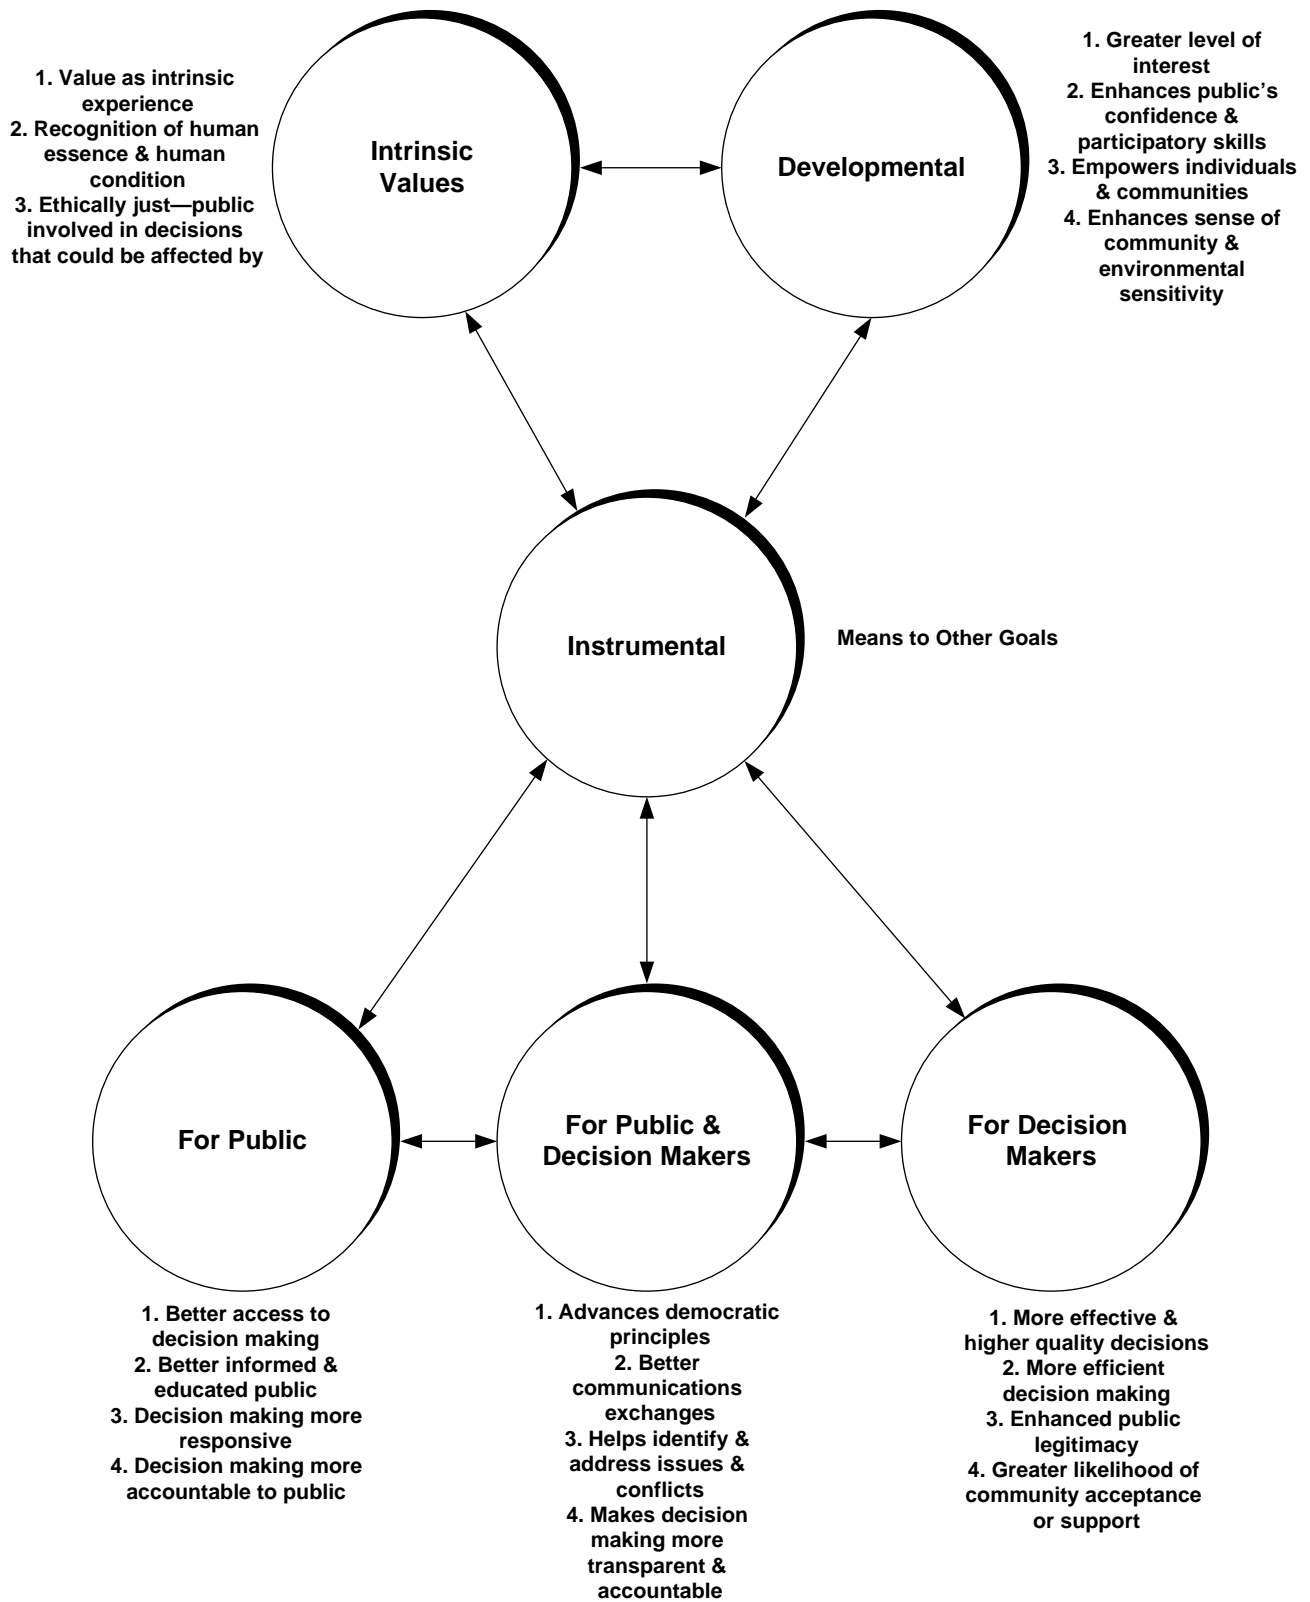 1. Value as intrinsic
experience
2. Recognition of human
essence & human
condition
3. Ethically just—public
involved in decisions
that could be affected by
Intrinsic
Values
Developmental
1. Greater level of
interest
2. Enhances public’s
confidence &
participatory skills
3. Empowers individuals
& communities
4. Enhances sense of
community &
environmental
sensitivity
Instrumental
Means to Other Goals
For Public
For Public &
Decision Makers
For Decision
Makers
1. Better access to
decision making
2. Better informed &
educated public
3. Decision making more
responsive
4. Decision making more
accountable to public
1. Advances democratic
principles
2. Better
communications
exchanges
3. Helps identify &
address issues &
conflicts
4. Makes decision
making more
transparent &
accountable
1. More effective &
higher quality decisions
2. More efficient
decision making
3. Enhanced public
legitimacy
4. Greater likelihood of
community acceptance
or support